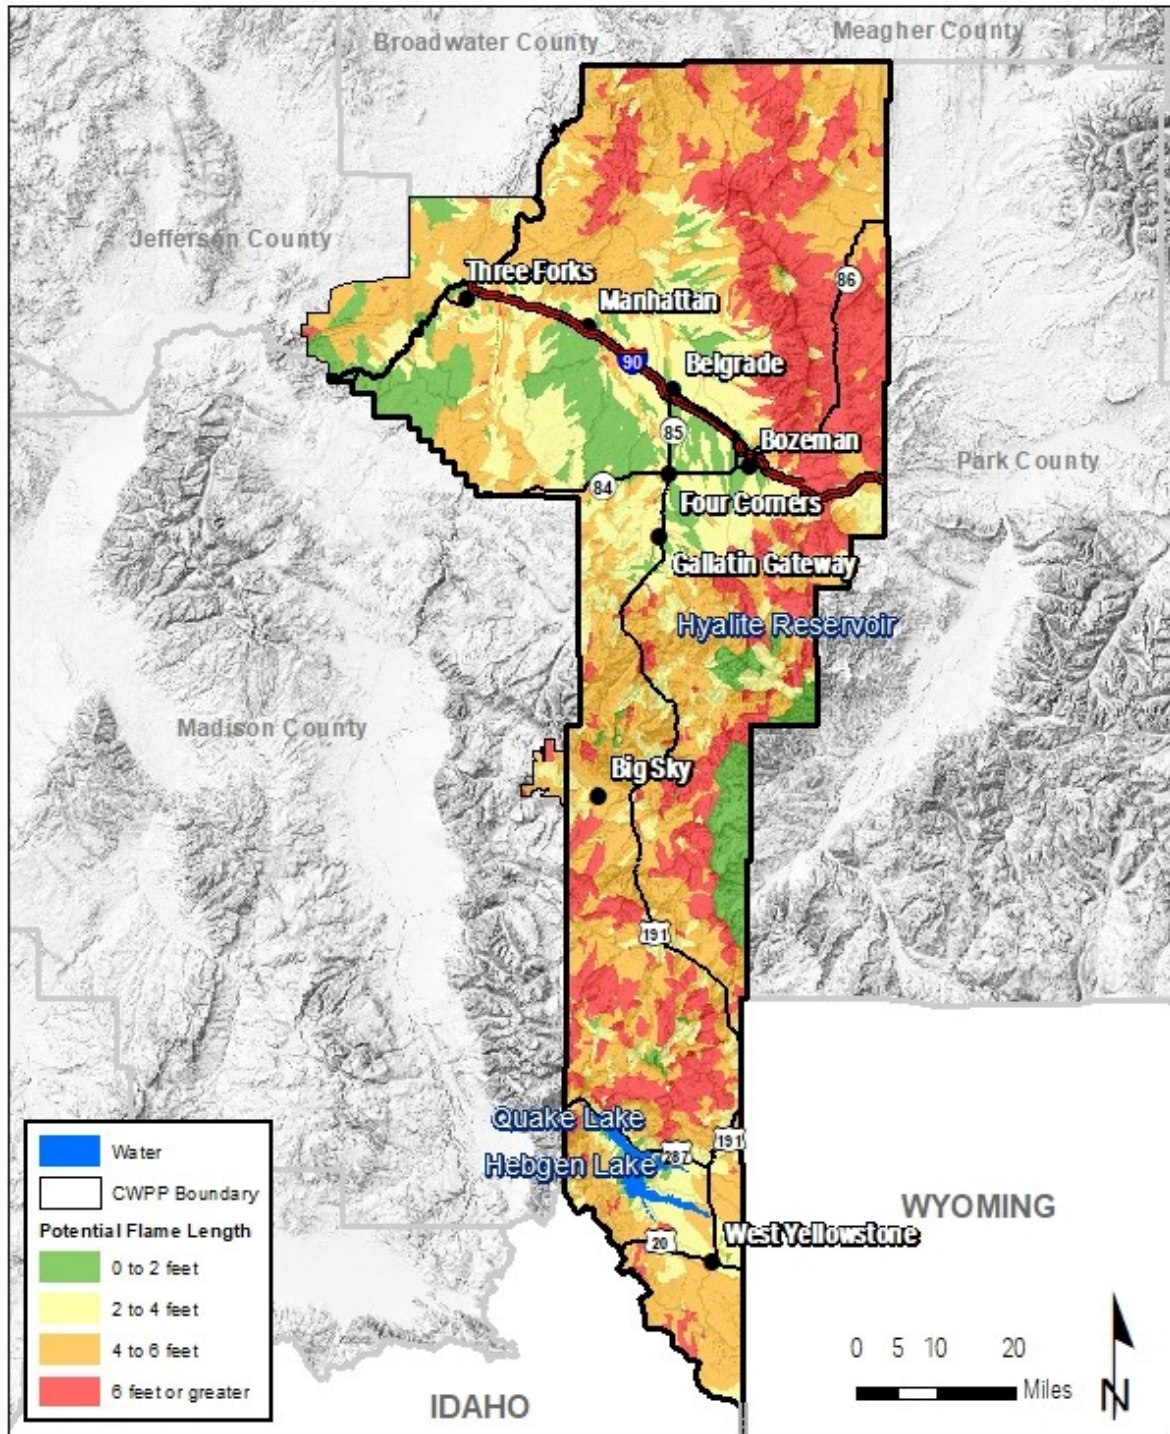 Broadwater County
Meagher County
Jefferson County
Three Forks
86
Manhattan
90
Belgrade
85
Bozeman
Park County
84
Four Corners
Gallatin Gateway
Hyalite Reservoir
Madison County
Big Sky
191
Quake Lake
191
Hebgen Lake
287
WYOMING
West Yellowstone
20
Water
CWPP Boundary
Potential Flame Length
0 to 2 feet
2 to 4 feet
4 to 6 feet
6 feet or greater
0 5 10 20
Miles
N
IDAHO